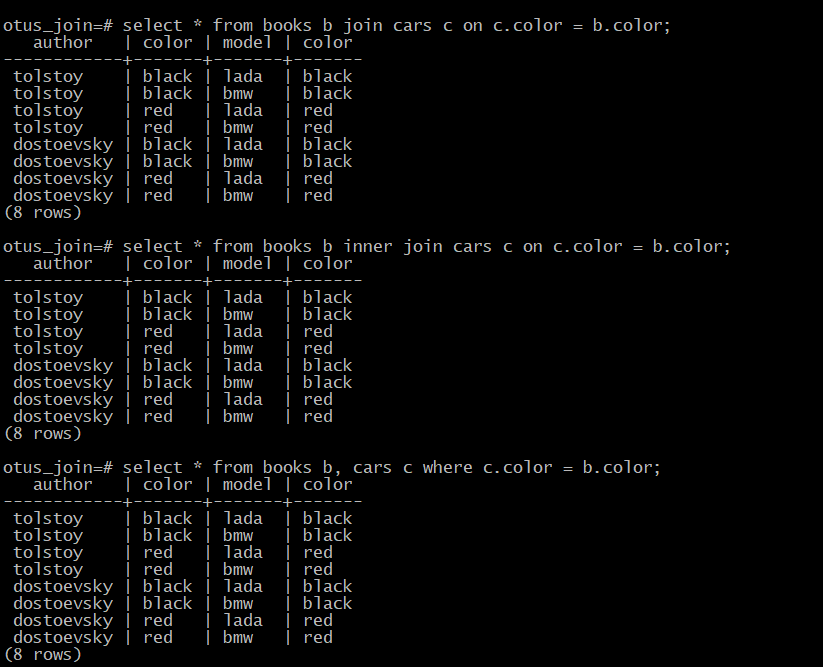 otus_join=# select * from books b join cars c on c.color = b.color;
   author   | color | model | color
------------+-------+-------+-------
 tolstoy    | black | lada  | black
 tolstoy    | black | bmw   | black
 tolstoy    | red   | lada  | red
 tolstoy    | red   | bmw   | red
 dostoevsky | black | lada  | black
 dostoevsky | black | bmw   | black
 dostoevsky | red   | lada  | red
 dostoevsky | red   | bmw   | red
(8 rows)

otus_join=# select * from books b inner join cars c on c.color = b.color;
   author   | color | model | color
------------+-------+-------+-------
 tolstoy    | black | lada  | black
 tolstoy    | black | bmw   | black
 tolstoy    | red   | lada  | red
 tolstoy    | red   | bmw   | red
 dostoevsky | black | lada  | black
 dostoevsky | black | bmw   | black
 dostoevsky | red   | lada  | red
 dostoevsky | red   | bmw   | red
(8 rows)

otus_join=# select * from books b, cars c where c.color = b.color;
   author   | color | model | color
------------+-------+-------+-------
 tolstoy    | black | lada  | black
 tolstoy    | black | bmw   | black
 tolstoy    | red   | lada  | red
 tolstoy    | red   | bmw   | red
 dostoevsky | black | lada  | black
 dostoevsky | black | bmw   | black
 dostoevsky | red   | lada  | red
 dostoevsky | red   | bmw   | red
(8 rows)